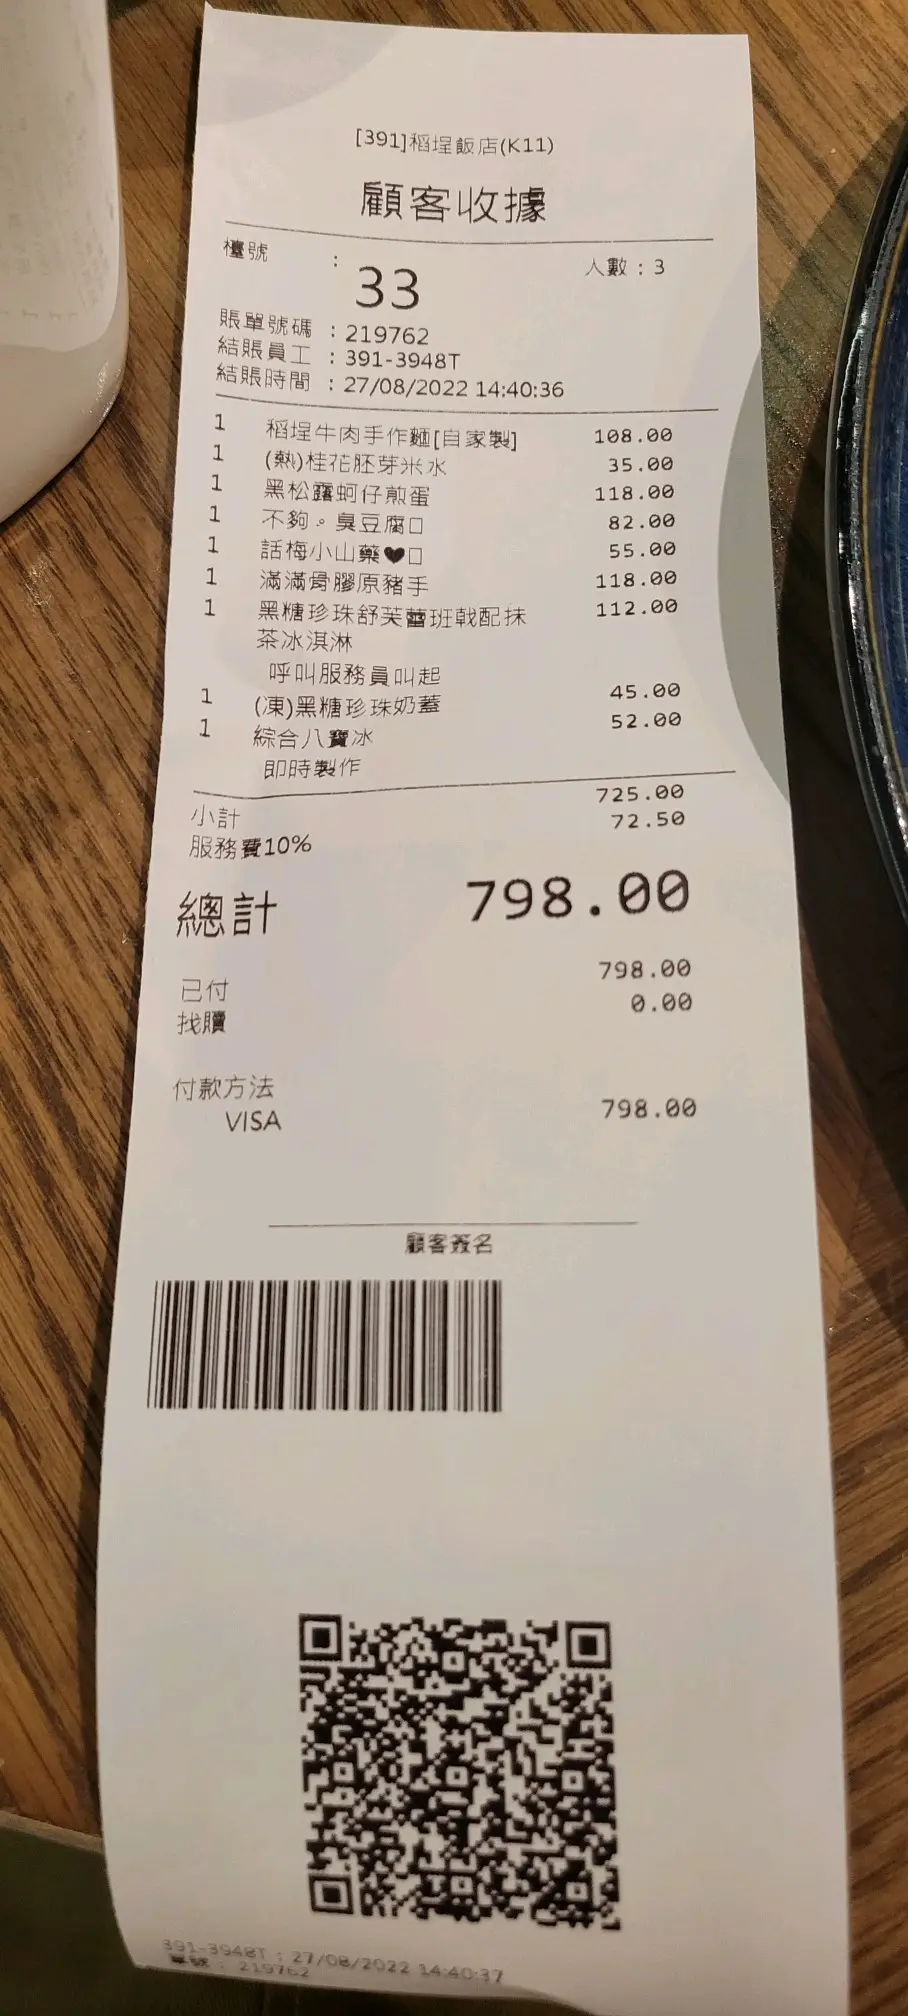 [391]稻埕飯店(K11)
顧客收據
檯號 : 33 人數 : 3
賬單號碼 : 219762
結賬員工 : 391-3948T
結賬時間 : 27/08/2022 14:40:36
1 稻埕牛肉手作麵[自家製] 108.00
1 (熱)桂花胚芽米水 35.00
1 黑松露蚵仔煎蛋 118.00
1 不夠。臭豆腐□ 82.00
1 話梅小山藥♥□ 55.00
1 滿滿骨膠原豬手 118.00
1 黑糖珍珠舒芙蕾班戟配抹 112.00
茶冰淇淋
呼叫服務員叫起
1 (凍)黑糖珍珠奶蓋 45.00
1 綜合八寶冰 52.00
即時製作
小計 725.00
服務費10% 72.50
總計 798.00
已付 798.00
找贖 0.00
付款方法
VISA 798.00
顧客簽名
391-3948T : 27/08/2022 14:40:37
單號 : 219762